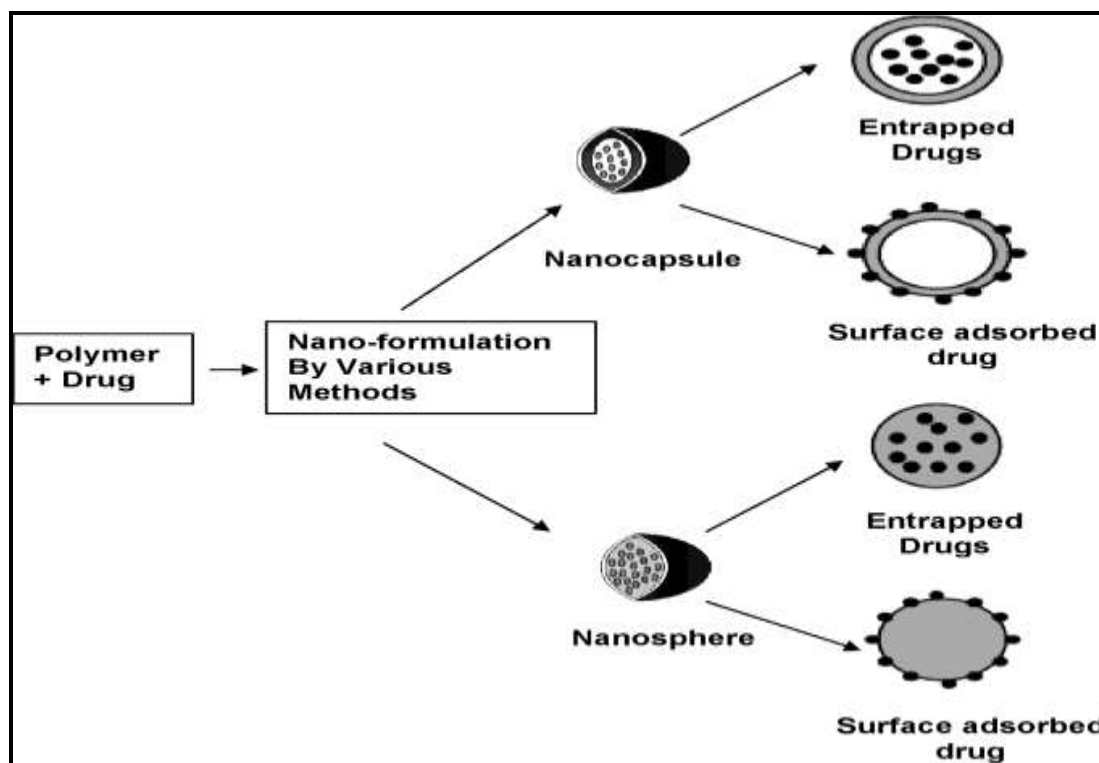 Entrapped
Drugs
Nanocapsule
Surface adsorbed
drug
Polymer
+ Drug
Nano-formulation
By Various
Methods
Entrapped
Drugs
Nanosphere
Surface adsorbed
drug